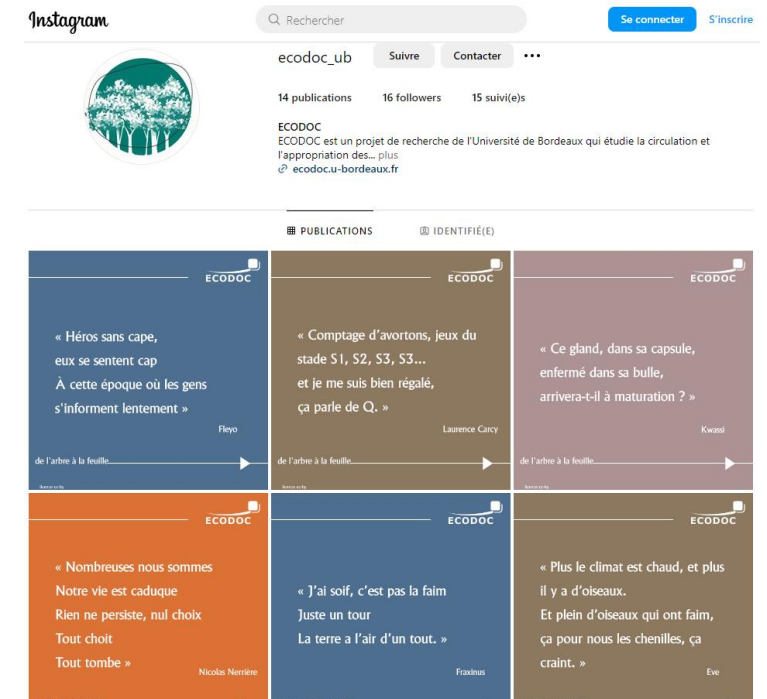 Instagram
Rechercher
Se connecter
S'inscrire
ecodoc_ub
Suivre
Contacter
14 publications
16 followers
15 suivi(e)s
ECODOC
ECODOC est un projet de recherche de l'Université de Bordeaux qui étudie la circulation et
l'appropriation des... plus
ecodoc.u-bordeaux.fr
PUBLICATIONS
IDENTIFIÉ(E)
ECODOC
« Héros sans cape,
eux se sentent cap
À cette époque où les gens
s'informent lentement »
Fleyo
de l'arbre à la feuille
ECODOC
« Comptage d'avortons, jeux du
stade S1, S2, S3, S3...
et je me suis bien régalé,
ça parle de Q. »
Laurence Carcy
de l'arbre à la feuille
ECODOC
« Ce gland, dans sa capsule,
enfermé dans sa bulle,
arrivera-t-il à maturation ? »
Kwassi
de l'arbre à la feuille
ECODOC
« Nombreuses nous sommes
Notre vie est caduque
Rien ne persiste, nul choix
Tout choit
Tout tombe »
Nicolas Nerrière
ECODOC
« J'ai soif, c'est pas la faim
Juste un tour
La terre a l'air d'un tout. »
Fraxinus
ECODOC
« Plus le climat est chaud, et plus
il y a d'oiseaux.
Et plein d'oiseaux qui ont faim,
ça pour nous les chenilles, ça
craint. »
Eve